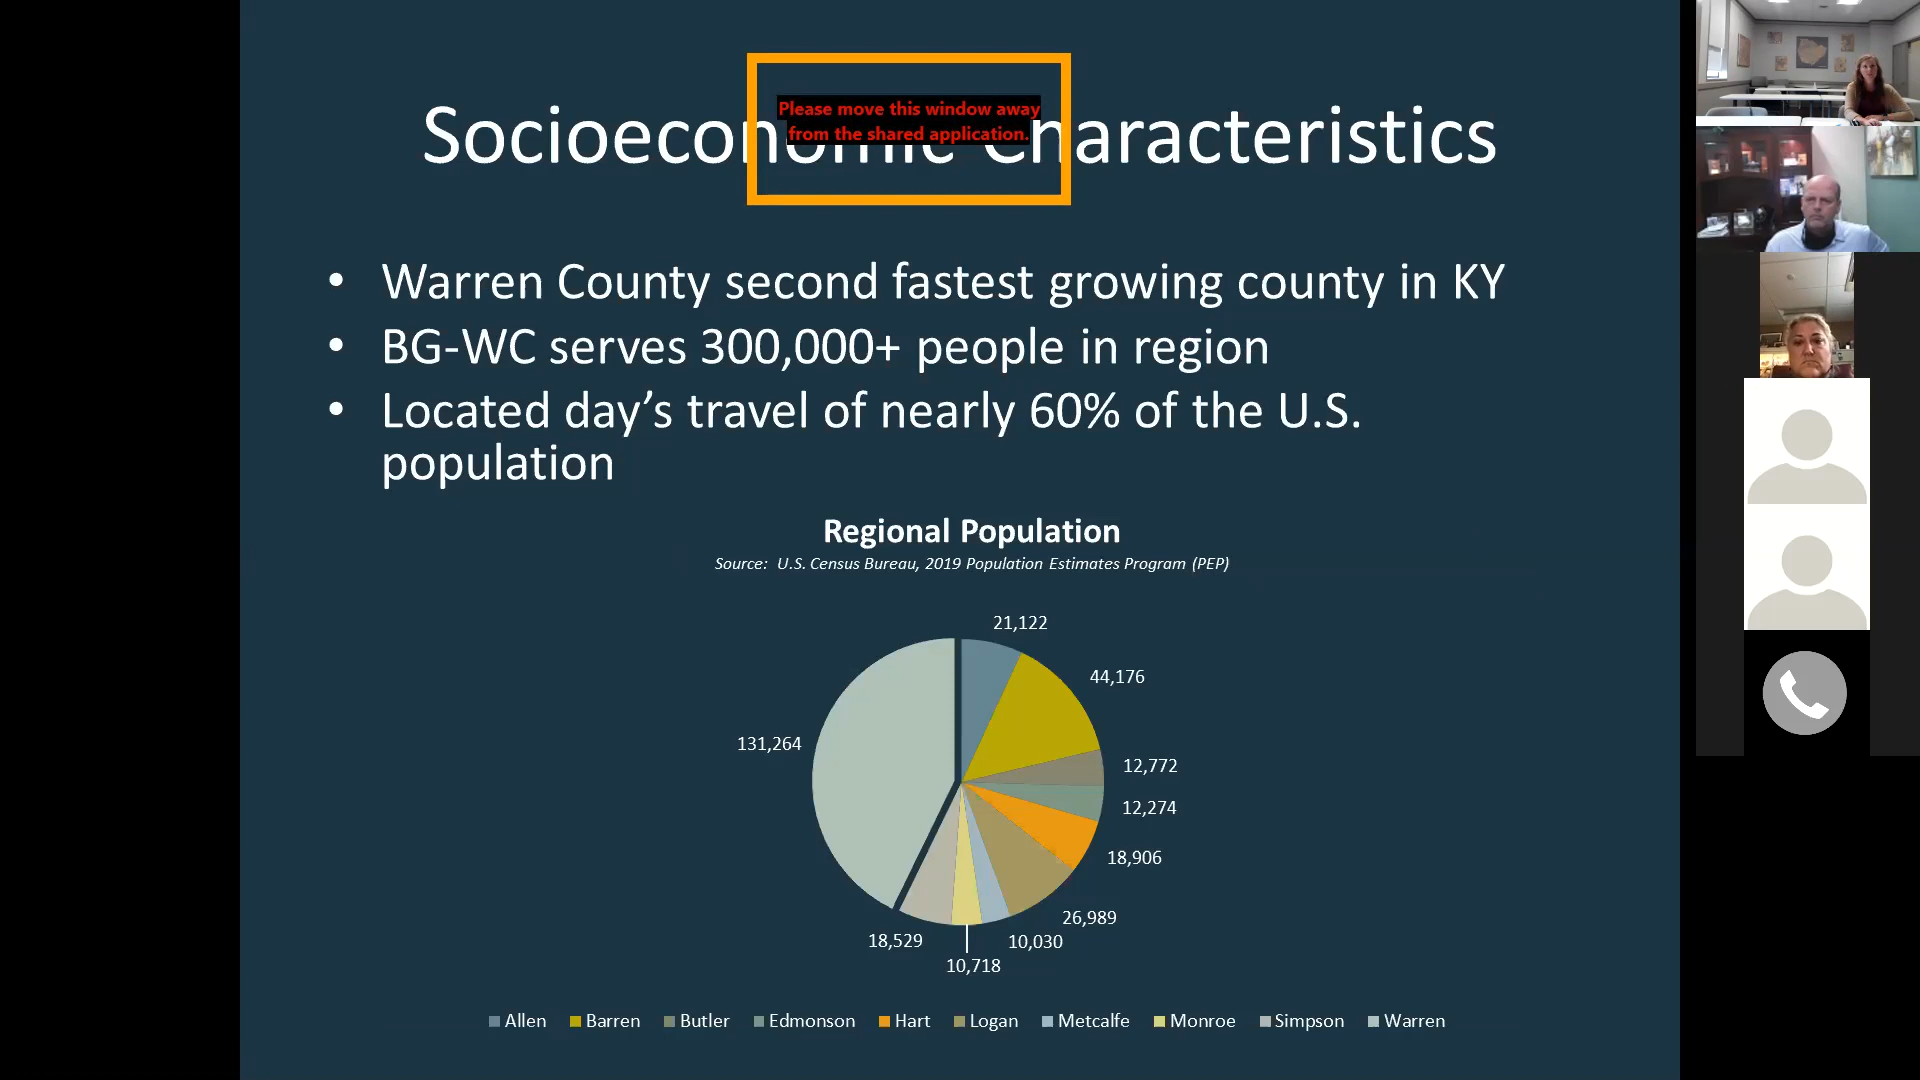 Please move this window away
from the shared application.
Socioeconomic Characteristics
• Warren County second fastest growing county in KY
• BG-WC serves 300,000+ people in region
• Located day’s travel of nearly 60% of the U.S.
population
Regional Population
Source: U.S. Census Bureau, 2019 Population Estimates Program (PEP)
21,122
44,176
131,264
12,772
12,274
18,906
26,989
18,529
10,030
10,718
Allen Barren Butler Edmonson Hart Logan Metcalfe Monroe Simpson Warren